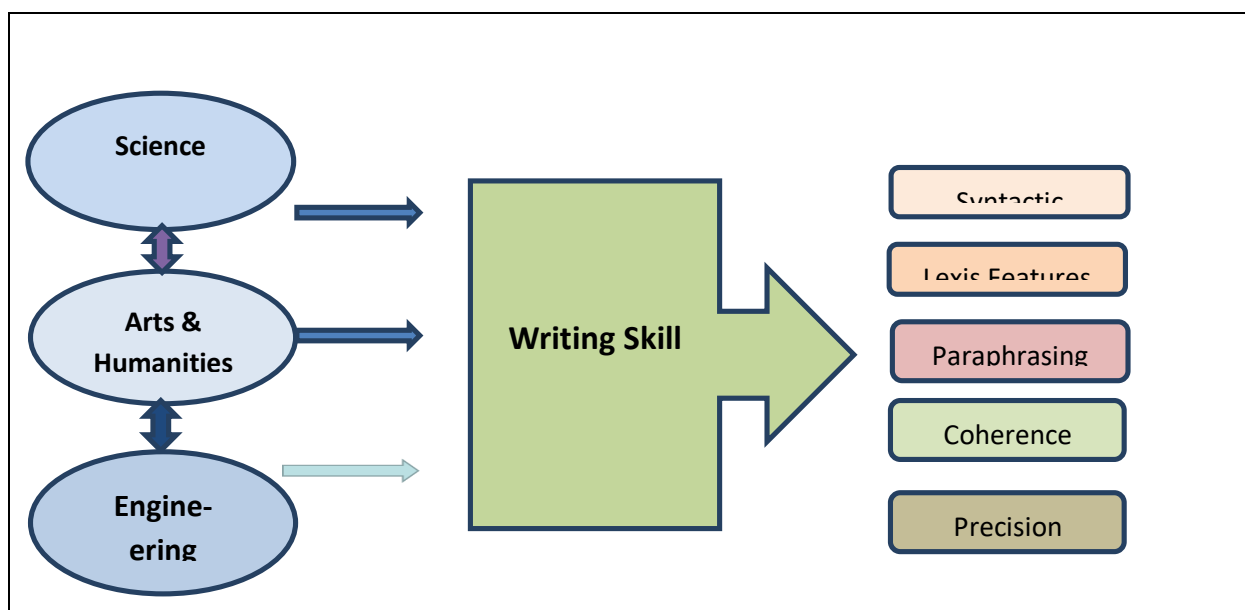 Science
Arts &
Humanities
Engine-
ering
Writing Skill
Syntactic
Lexis Features
Paraphrasing
Coherence
Precision